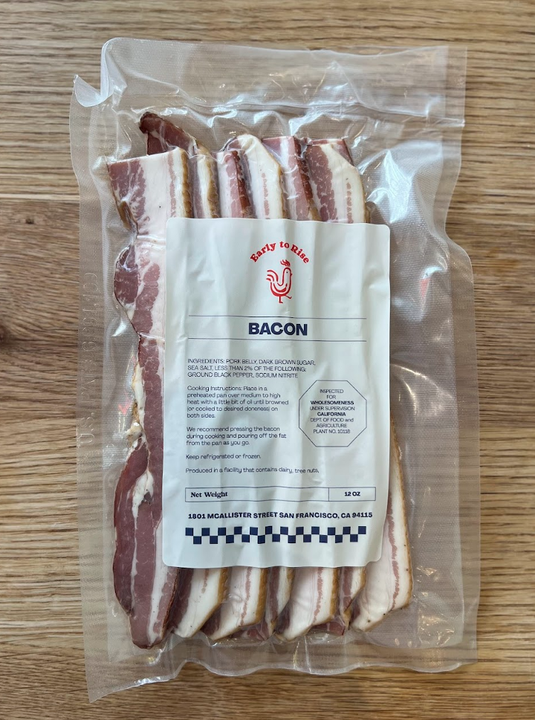 Early to Rise
BACON
INGREDIENTS: PORK BELLY, DARK BROWN SUGAR,
SEA SALT, LESS THAN 2% OF THE FOLLOWING:
GROUND BLACK PEPPER, SODIUM NITRITE
Cooking Instructions: Place in a
preheated pan over medium to high
heat with a little bit of oil until browned
(or cooked to desired doneness) on
both sides.
We recommend pressing the bacon
during cooking and pouring off the fat
from the pan as you go.
Keep refrigerated or frozen.
Produced in a facility that contains dairy, tree nuts.
INSPECTED
FOR
WHOLESOMENESS
UNDER SUPERVISION
CALIFORNIA
DEPT OF FOOD and
AGRICULTURE
PLANT NO. 10118
Net Weight 12 OZ
1801 MCALLISTER STREET SAN FRANCISCO, CA 94115